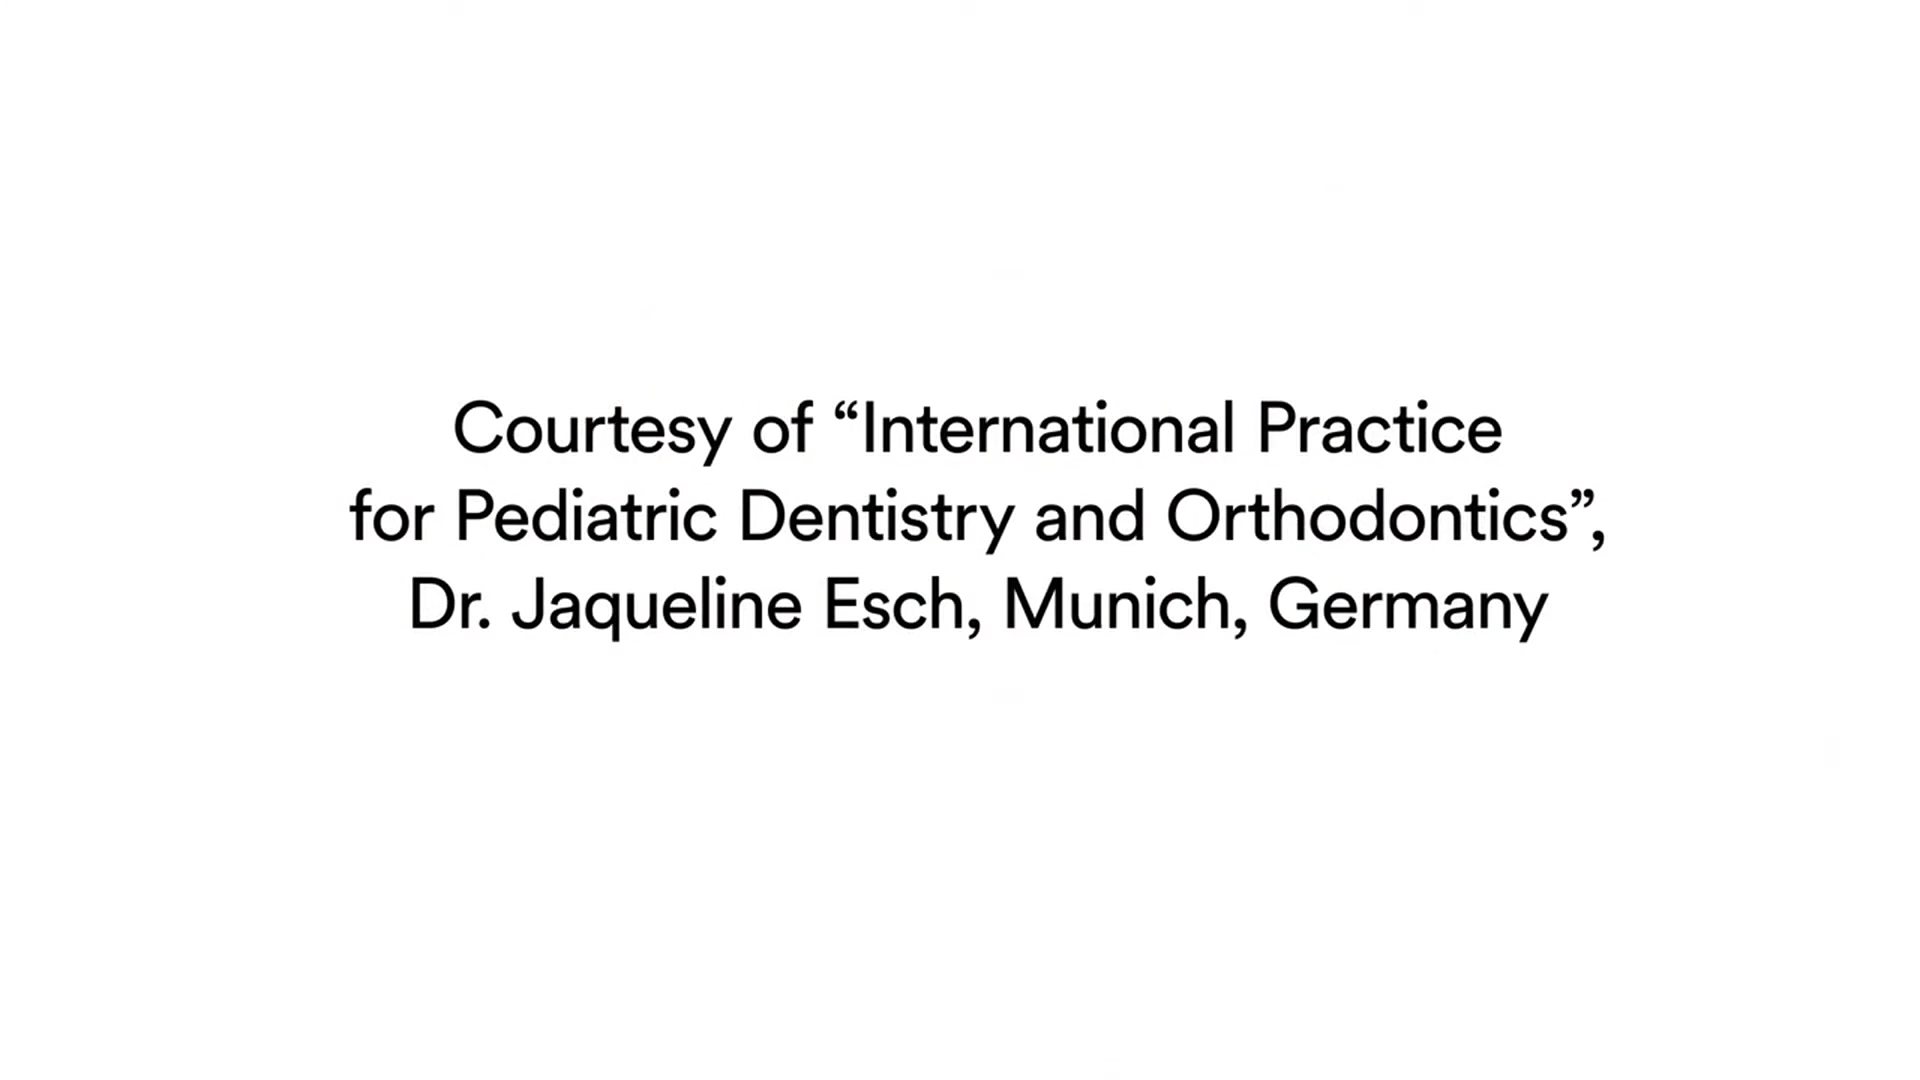 Courtesy of “International Practice
for Pediatric Dentistry and Orthodontics”,
Dr. Jaqueline Esch, Munich, Germany